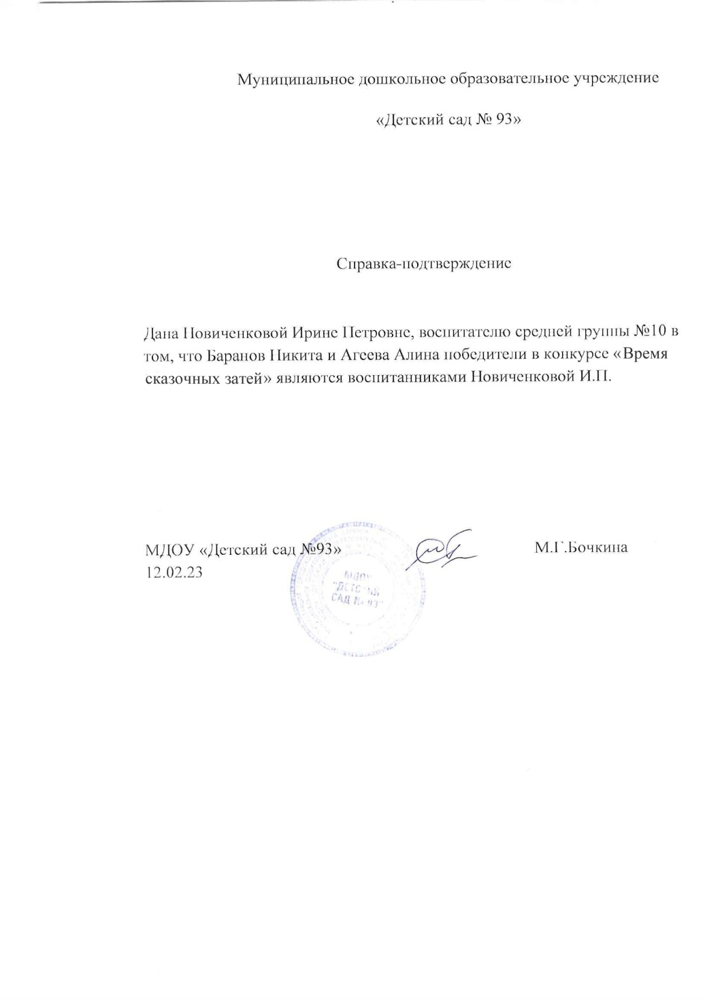 Муниципальное дошкольное образовательное учреждение
«Детский сад № 93»
Справка-подтверждение
Дана Новиченковой Ирине Петровне, воспитателю средней группы №10 в
том, что Баранов Никита и Агеева Алина победители в конкурсе «Время
сказочных затей» являются воспитанниками Новиченковой И.П.
МДОУ «Детский сад №93»
М.Г.Бочкина
12.02.23
МДОУ
"ДЕТСКИЙ
САД № 93"